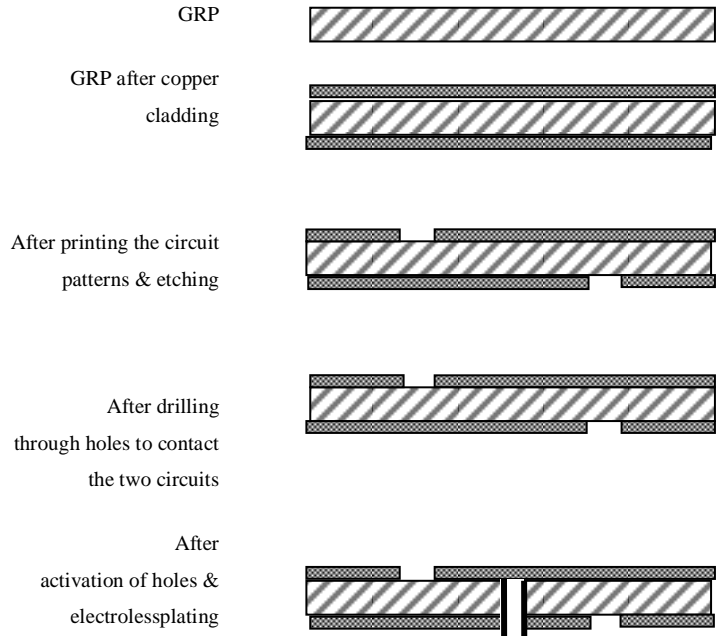 GRP
GRP after copper
cladding
After printing the circuit
patterns & etching
After drilling
through holes to contact
the two circuits
After
activation of holes &
electrolessplating